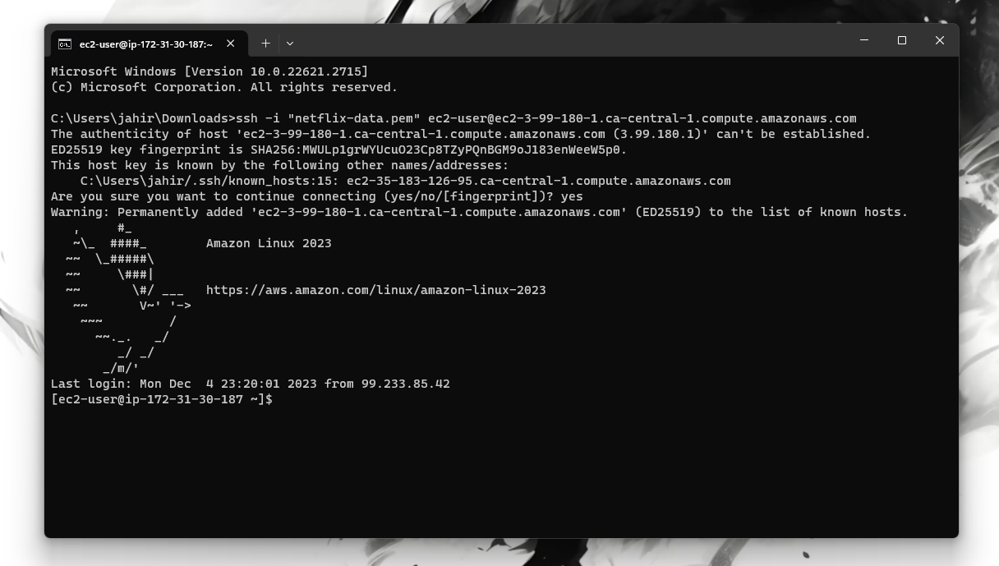 ec2-user@ip-172-31-30-187:~
Microsoft Windows [Version 10.0.22621.2715]
(c) Microsoft Corporation. All rights reserved.
C:\Users\jahir\Downloads>ssh -i "netflix-data.pem" ec2-user@ec2-3-99-180-1.ca-central-1.compute.amazonaws.com
The authenticity of host 'ec2-3-99-180-1.ca-central-1.compute.amazonaws.com (3.99.180.1)' can't be established.
ED25519 key fingerprint is SHA256:MWULp1grWYUcuO23Cp8TZyPQnBGM9oJ183enWeeW5p0.
This host key is known by the following other names/addresses:
    C:\Users\jahir/.ssh/known_hosts:15: ec2-35-183-126-95.ca-central-1.compute.amazonaws.com
Are you sure you want to continue connecting (yes/no/[fingerprint])? yes
Warning: Permanently added 'ec2-3-99-180-1.ca-central-1.compute.amazonaws.com' (ED25519) to the list of known hosts.
   ,     #_
   ~\_  ####_        Amazon Linux 2023
  ~~  \_#####\
  ~~     \###|
  ~~       \#/ ___   https://aws.amazon.com/linux/amazon-linux-2023
   ~~       V~' '->
    ~~~         /
      ~~._.   _/
         _/ _/
       _/m/'
Last login: Mon Dec  4 23:20:01 2023 from 99.233.85.42
[ec2-user@ip-172-31-30-187 ~]$